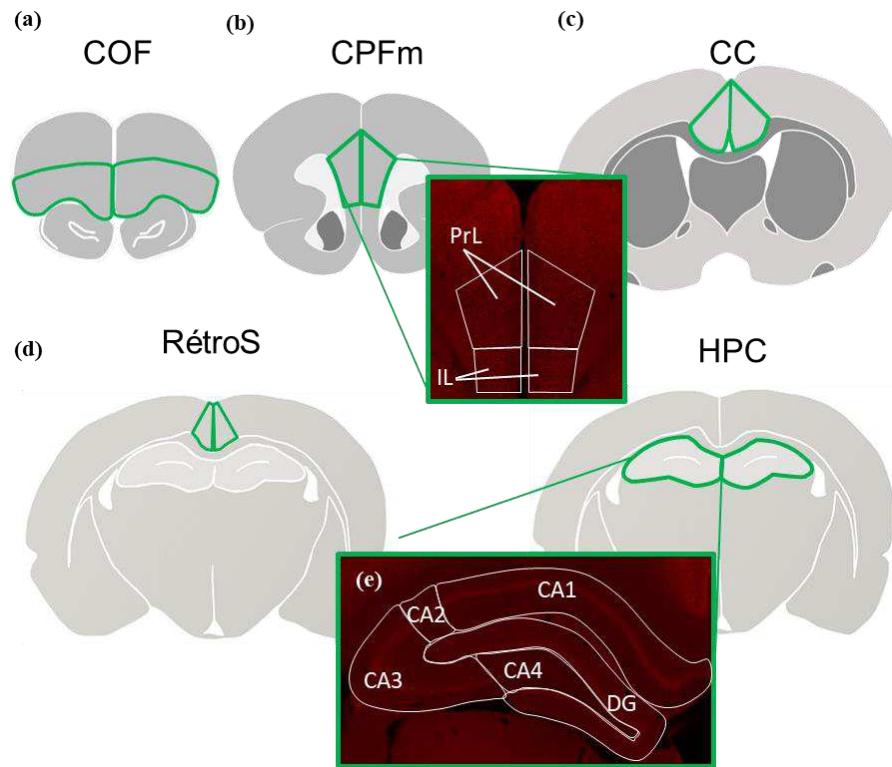 (a)
COF
(b)
CPFm
(c)
CC
PrL
IL
(d)
RétroS
HPC
(e)
CA1
CA2
CA3
CA4
DG